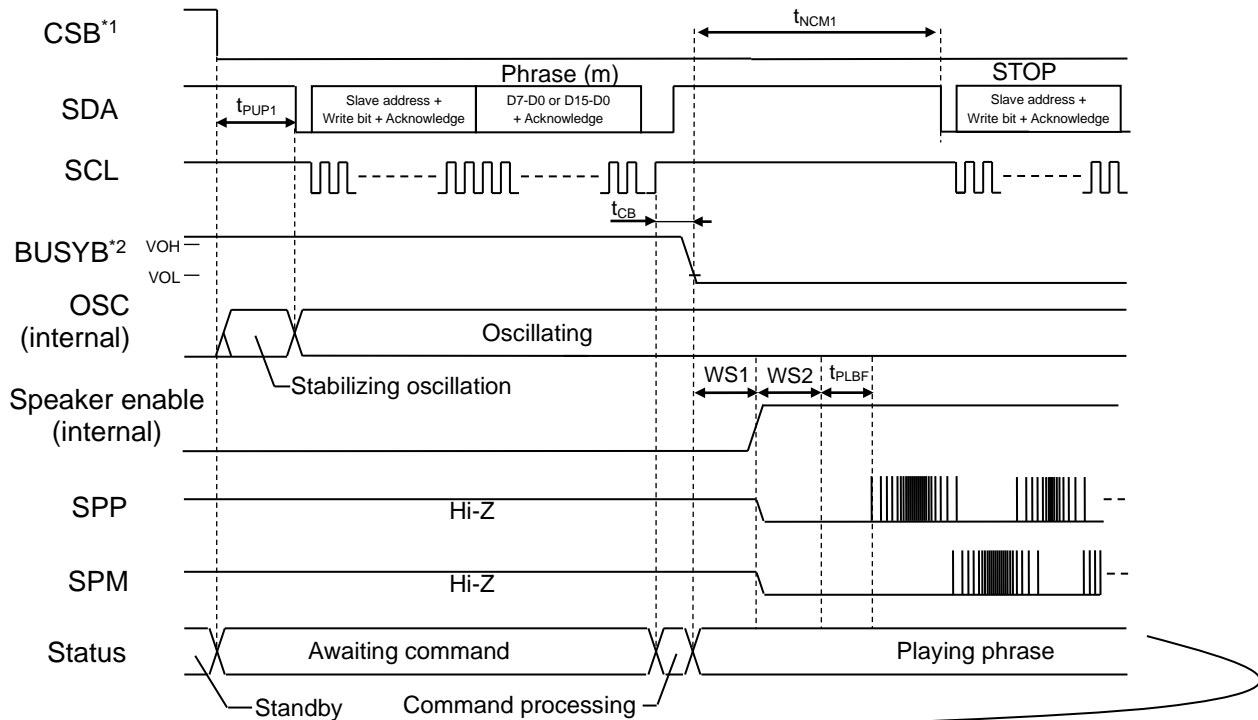 CSB*1
tNCM1
Phrase (m)
STOP
SDA
tPUP1
Slave address +
Write bit + Acknowledge
D7-D0 or D15-D0
+ Acknowledge
Slave address +
Write bit + Acknowledge
SCL
tCB
BUSYB*2
VOH
VOL
OSC
(internal)
Oscillating
Stabilizing oscillation
WS1
WS2
tPLBF
Speaker enable
(internal)
SPP
Hi-Z
SPM
Hi-Z
Status
Awaiting command
Playing phrase
Standby
Command processing